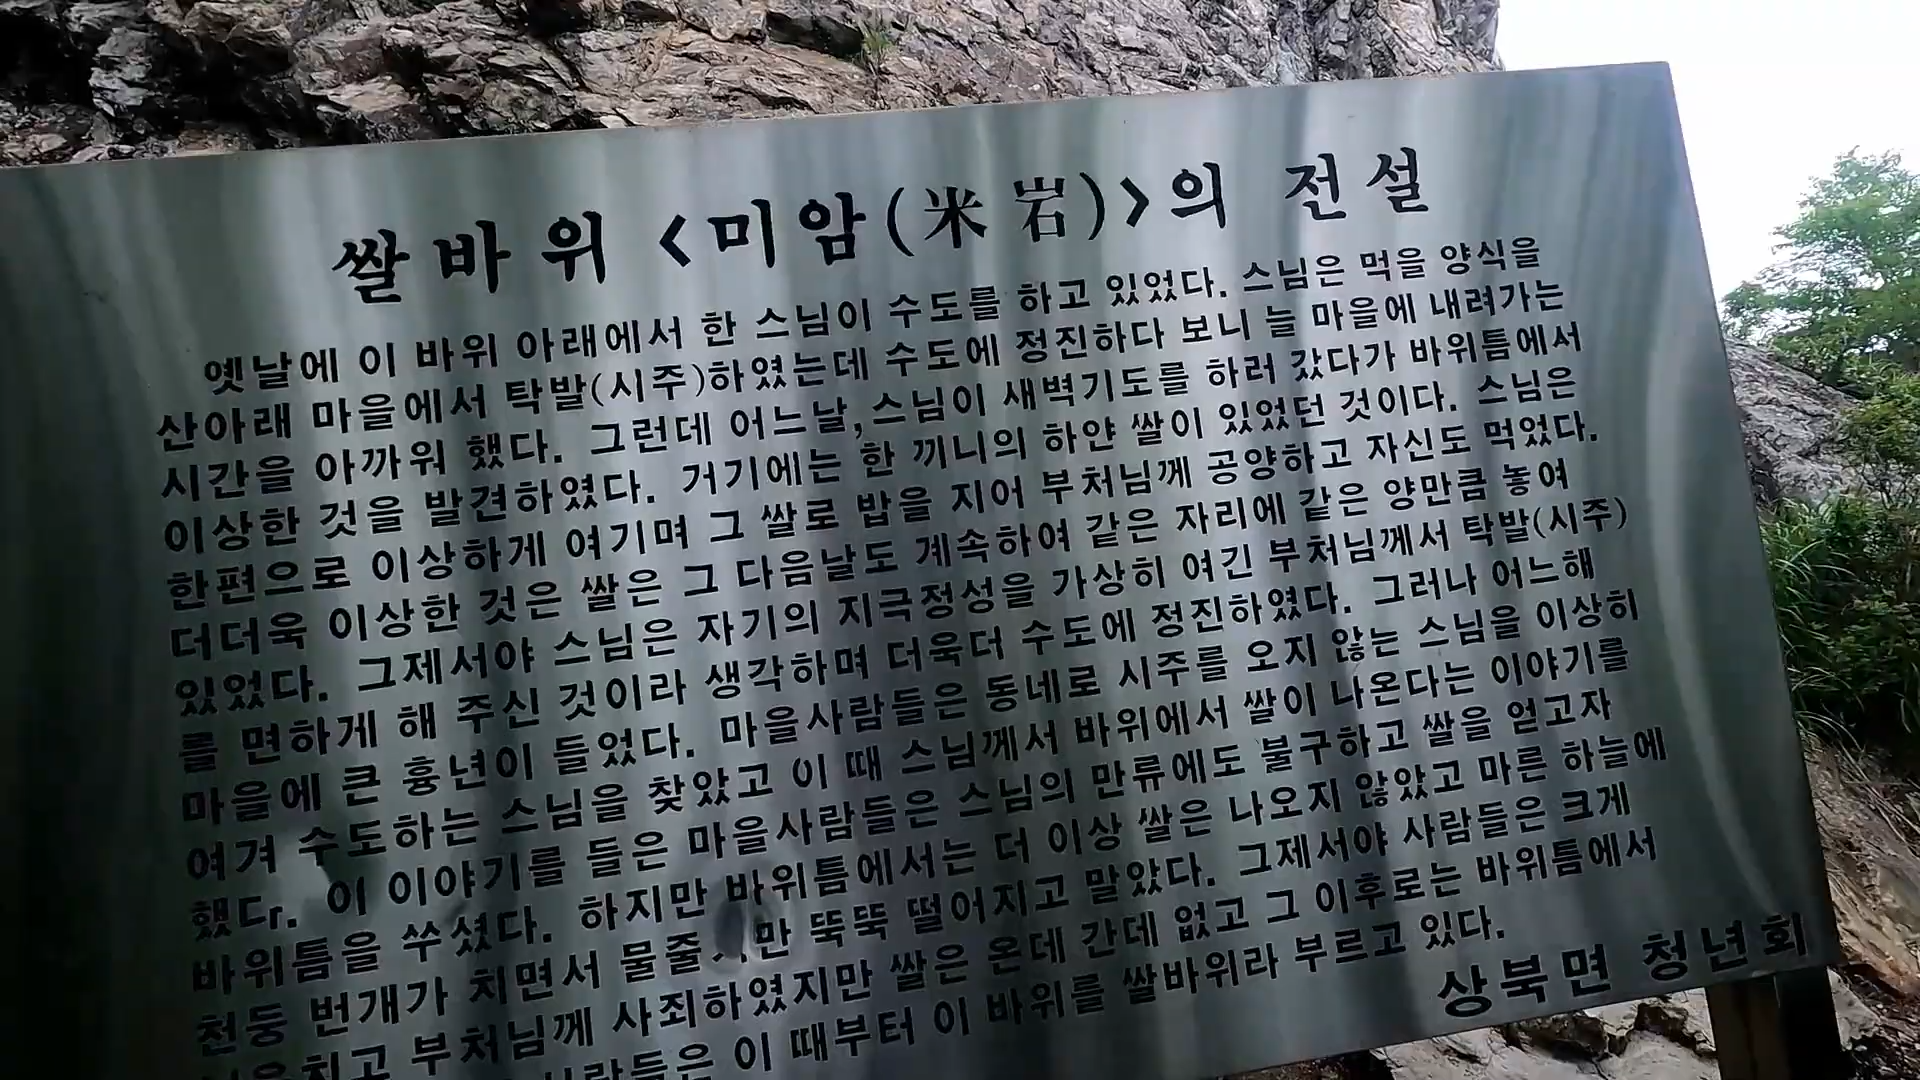 쌀바위 <미암(米岩)>의 전설
옛날에 이 바위 아래에서 한 스님이 수도를 하고 있었다. 스님은 먹을 양식을
산아래 마을에서 탁발(시주)하였는데 수도에 정진하다 보니 늘 마을에 내려가는
시간을 아까워 했다. 그런데 어느날, 스님이 새벽기도를 하러 갔다가 바위틈에서
이상한 것을 발견하였다. 거기에는 한 끼니의 하얀 쌀이 있었던 것이다. 스님은
한편으로 이상하게 여기며 그 쌀로 밥을 지어 부처님께 공양하고 자신도 먹었다.
더더욱 이상한 것은 쌀은 그 다음날도 계속하여 같은 자리에 같은 양만큼 놓여
있었다. 그제서야 스님은 자기의 지극정성을 가상히 여긴 부처님께서 탁발(시주)
를 면하게 해 주신 것이라 생각하며 더욱더 수도에 정진하였다. 그러나 어느해
마을에 큰 흉년이 들었다. 마을사람들은 동네로 시주를 오지 않는 스님을 이상히
여겨 수도하는 스님을 찾았고 이 때 스님께서 바위에서 쌀이 나온다는 이야기를
했다. 이 이야기를 들은 마을사람들은 스님의 만류에도 불구하고 쌀을 얻고자
바위틈을 쑤셨다. 하지만 바위틈에서는 더 이상 쌀은 나오지 않았고 마른 하늘에
천둥 번개가 치면서 물줄기만 뚝뚝 떨어지고 말았다. 그제서야 사람들은 크게
부처님께 사죄하였지만 쌀은 온데 간데 없고 그 이후로는 바위틈에서
이 때부터 이 바위를 쌀바위라 부르고 있다.
상북면 청년회